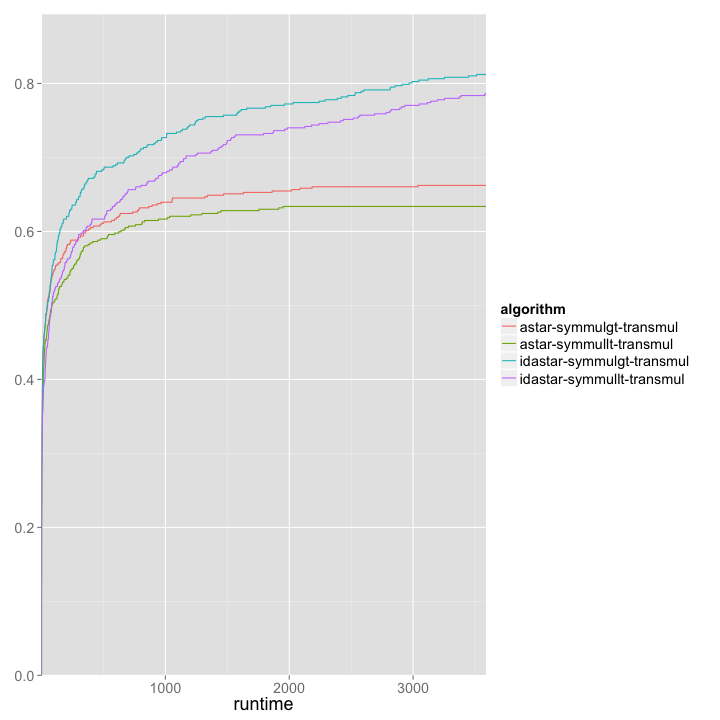 0.8
0.6
0.4
0.2
0.0
1000 2000 3000
runtime
algorithm
astar-symmulgt-transmul
astar-symmullt-transmul
idastar-symmulgt-transmul
idastar-symmullt-transmul